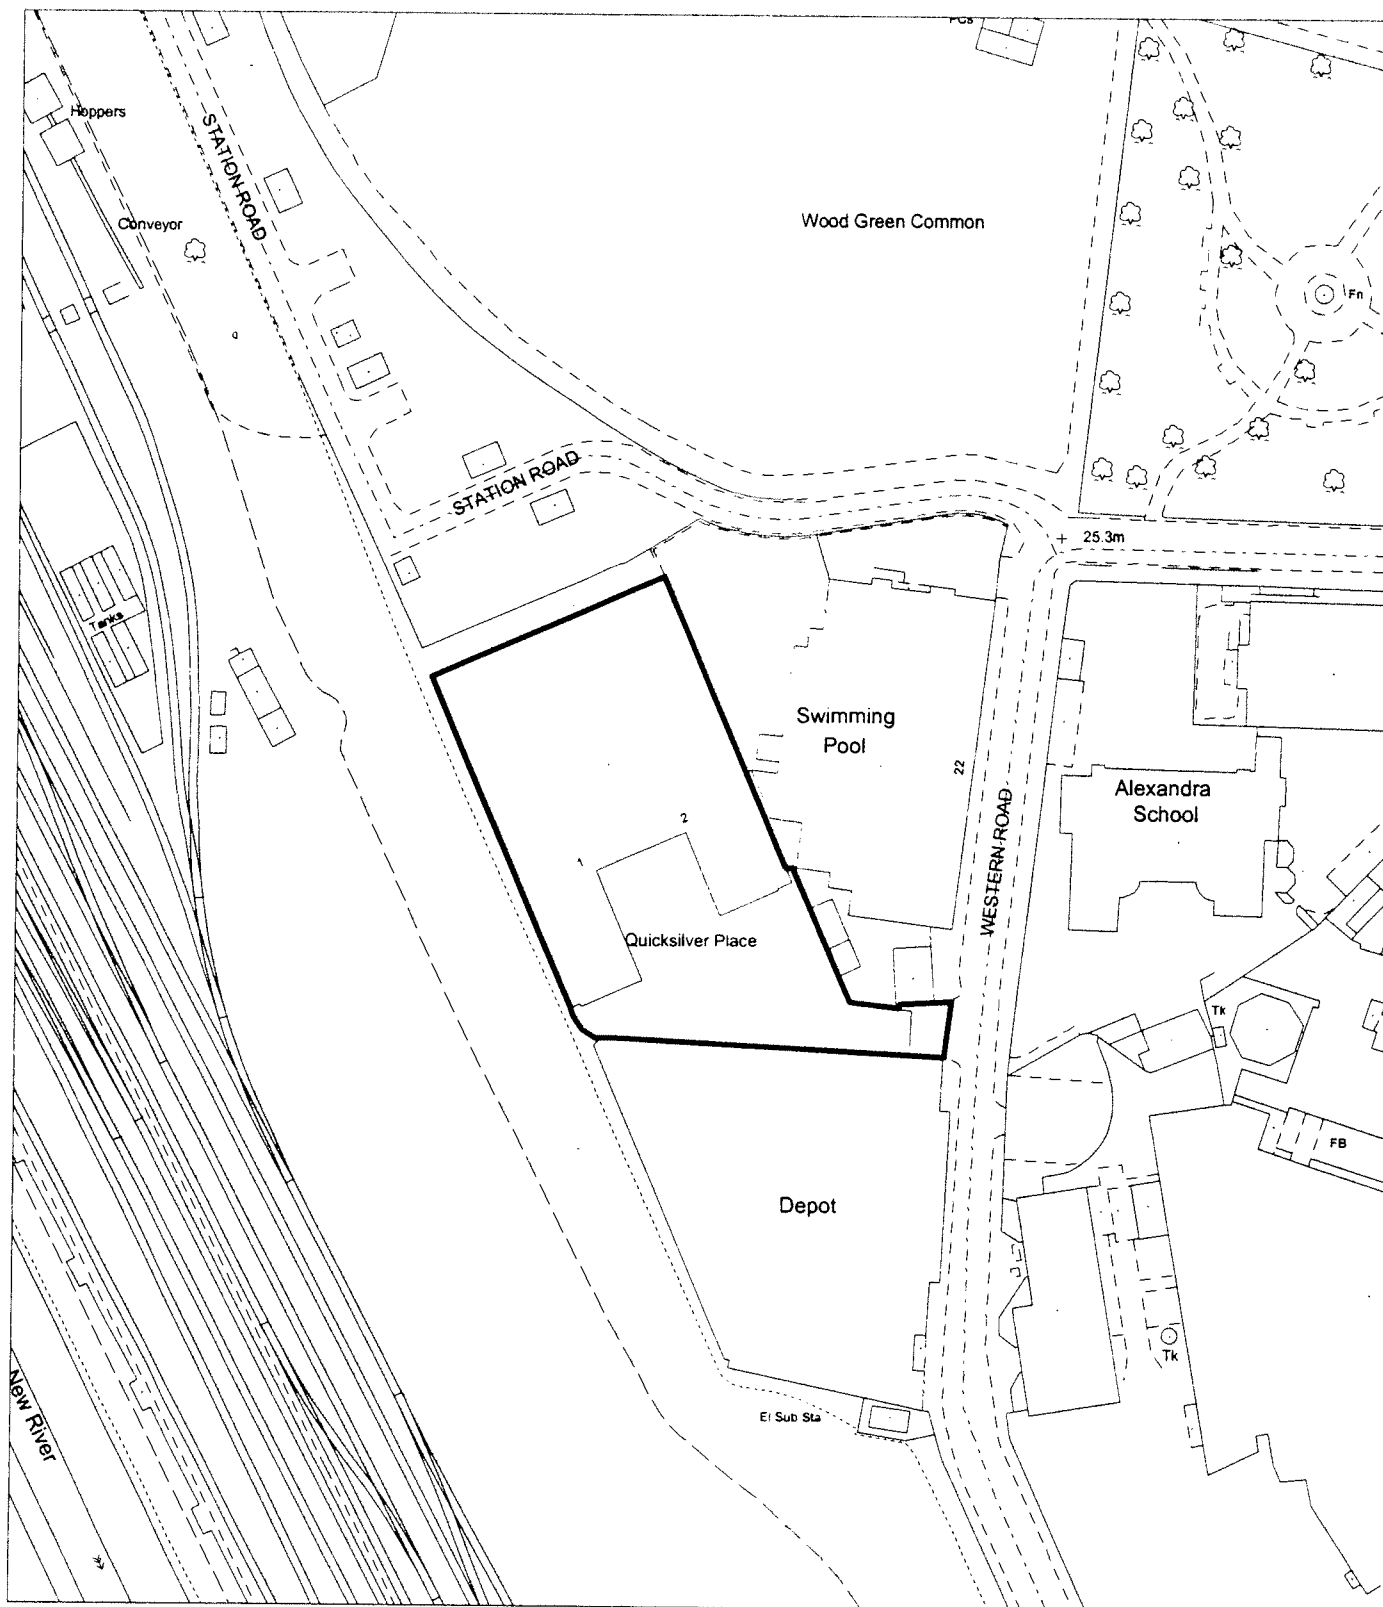 PCs
Hoppers
STATION ROAD
Conveyor
Wood Green Common
Fn
STATION ROAD
25.3m
Tanks
Swimming
Pool
22
WESTERN ROAD
Alexandra
School
1
2
Quicksilver Place
Tk
FB
Depot
Tk
El Sub Sta
New River